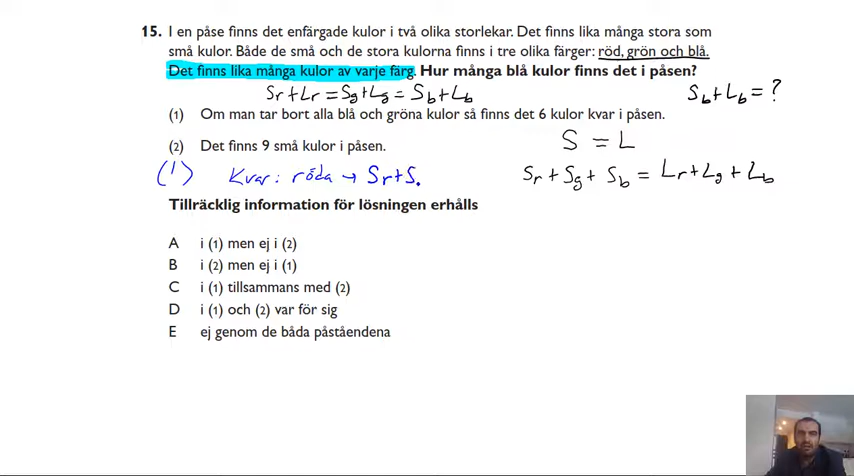 15. I en påse finns det enfärgade kulor i två olika storlekar. Det finns lika många stora som
små kulor. Både de små och de stora kulorna finns i tre olika färger: röd, grön och blå.
Det finns lika många kulor av varje färg. Hur många blå kulor finns det i påsen?
Sr+Lr = Sg+Lg = Sb+Lb
Sb+Lb = ?
(1) Om man tar bort alla blå och gröna kulor så finns det 6 kulor kvar i påsen.
(2) Det finns 9 små kulor i påsen.
S = L
(1) Kvar: röda → Sr+S.
Sr + Sg + Sb = Lr + Lg + Lb
Tillräcklig information för lösningen erhålls
A i (1) men ej i (2)
B i (2) men ej i (1)
C i (1) tillsammans med (2)
D i (1) och (2) var för sig
E ej genom de båda påståendena